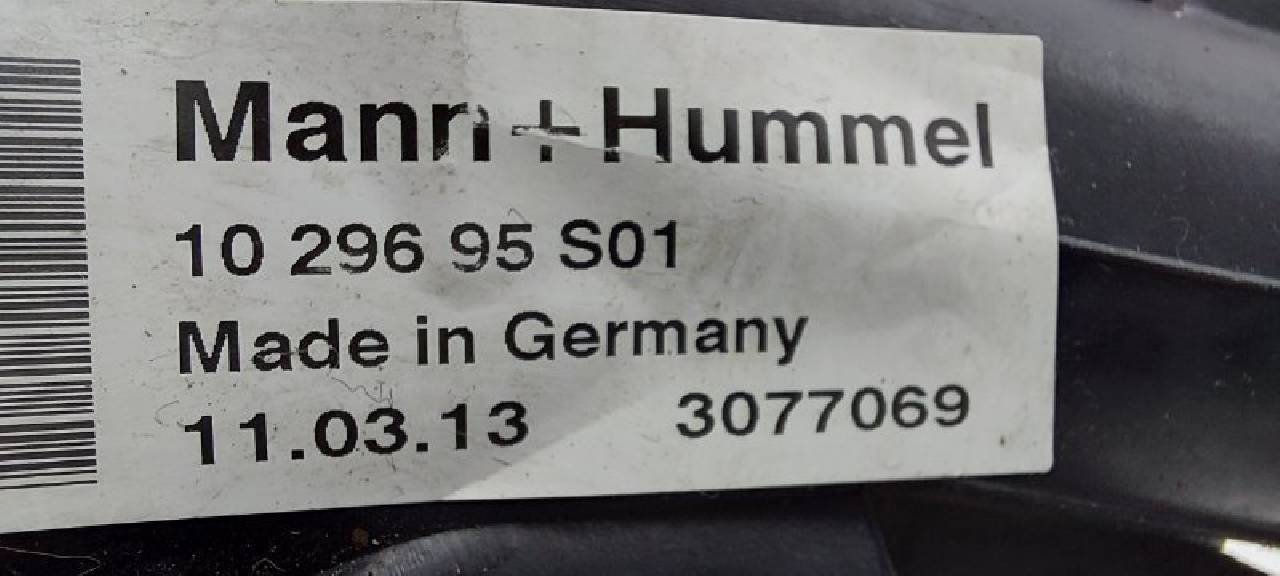 Mann+Hummel
10 296 95 S01
Made in Germany
11.03.13 3077069